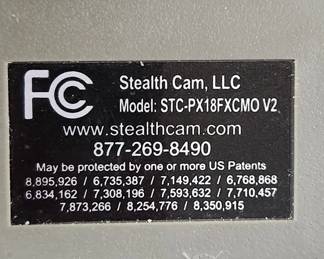 FC Stealth Cam, LLC
Model: STC-PX18FXCMO V2
www.stealthcam.com
877-269-8490
May be protected by one or more US Patents
8,895,926 / 6,735,387 / 7,149,422 / 6,768,868
6,834,162 / 7,308,196 / 7,593,632 / 7,710,457
7,873,266 / 8,254,776 / 8,350,915